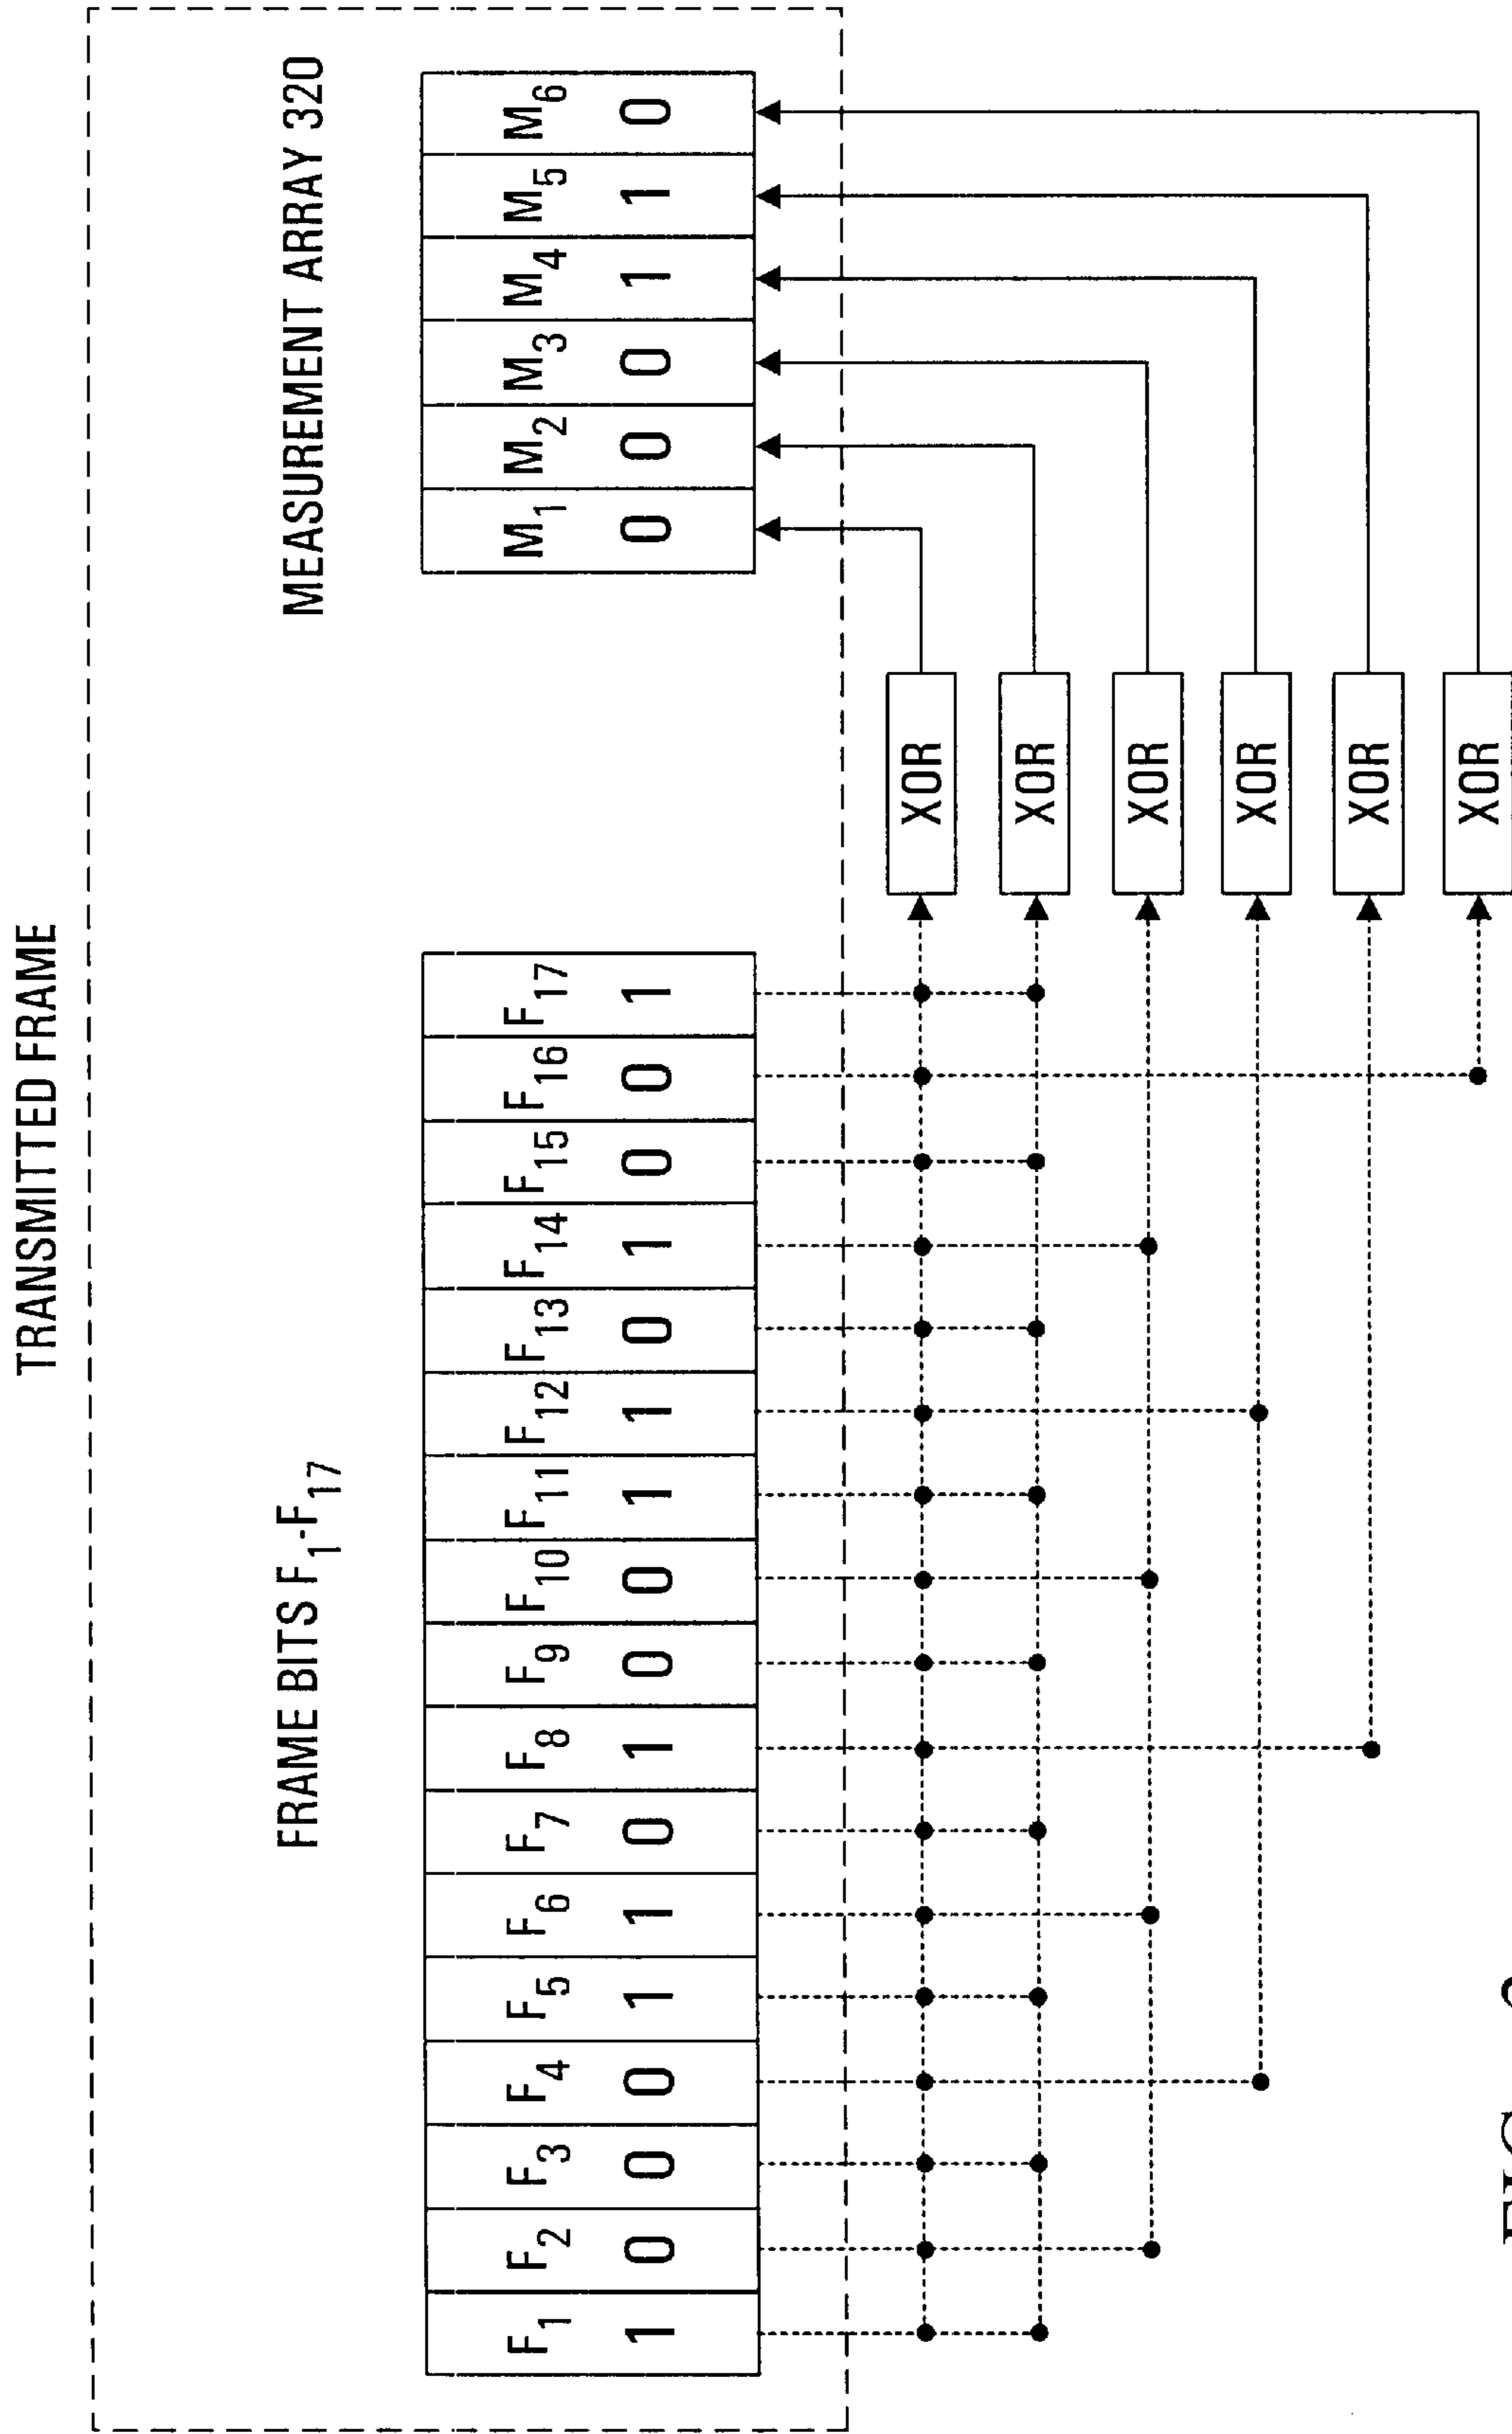 TRANSMITTED FRAME
FRAME BITS F1-F17
MEASUREMENT ARRAY 320
F1 F2 F3 F4 F5 F6 F7 F8 F9 F10 F11 F12 F13 F14 F15 F16 F17
1 0 0 0 1 1 0 1 0 0 1 1 0 1 0 0 1
M1 M2 M3 M4 M5 M6
0 0 0 1 1 0
XOR
XOR
XOR
XOR
XOR
XOR